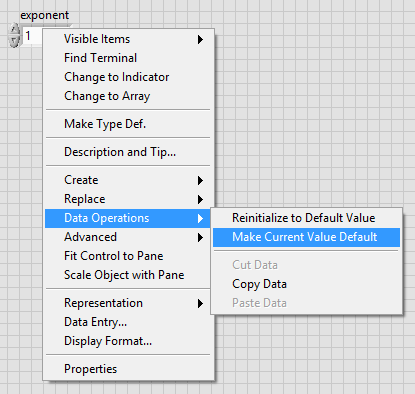 exponent
1
Visible Items
Find Terminal
Change to Indicator
Change to Array
Make Type Def.
Description and Tip...
Create
Replace
Data Operations
Advanced
Fit Control to Pane
Scale Object with Pane
Representation
Data Entry...
Display Format...
Properties
Reinitialize to Default Value
Make Current Value Default
Cut Data
Copy Data
Paste Data